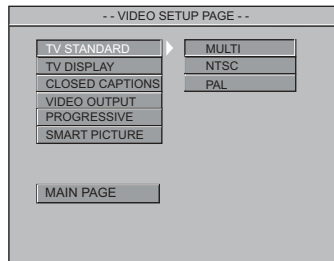 - - VIDEO SETUP PAGE - -
TV STANDARD
TV DISPLAY
CLOSED CAPTIONS
VIDEO OUTPUT
PROGRESSIVE
SMART PICTURE
MAIN PAGE
MULTI
NTSC
PAL